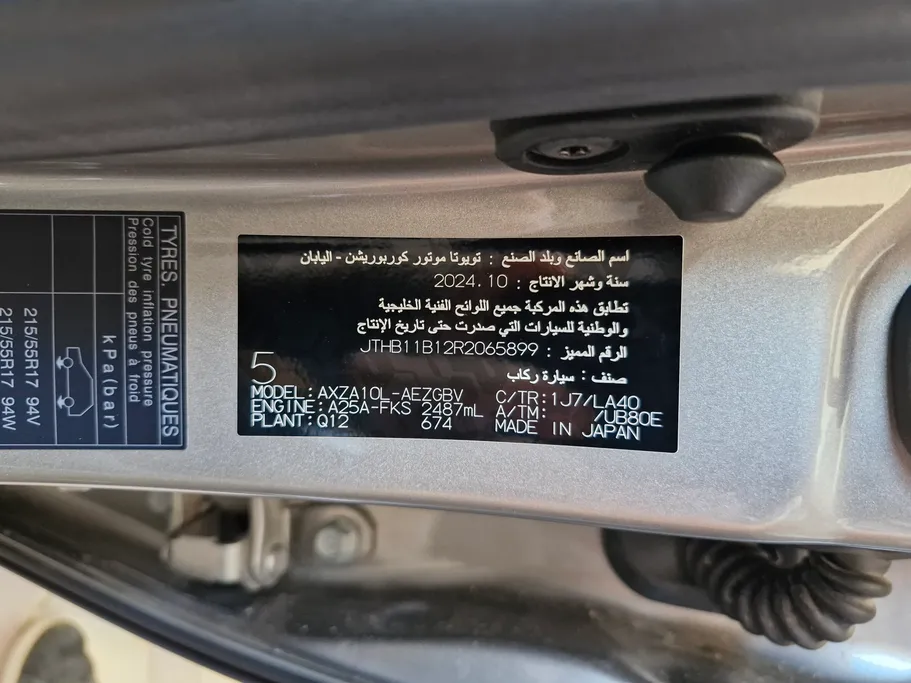 TYRES. PNEUMATIQUES
Cold tyre inflation pressure
Pression des pneus à froid
kPa(bar)
215/55R17 94V
215/55R17 94W
اسم الصانع وبلد الصنع : تويوتا موتور كوربوريشن - اليابان
سنة وشهر الانتاج : 2024.10
تطابق هذه المركبة جميع اللوائح الفنية الخليجية
والوطنية للسيارات التي صدرت حتى تاريخ الإنتاج
الرقم المميز : JTHB11B12R2065899
صنف : سيارة ركاب
5
MODEL:AXZA10L-AEZGBV C/TR:1J7/LA40
ENGINE:A25A-FKS 2487mL A/TM: /UB80E
PLANT:Q12 674 MADE IN JAPAN